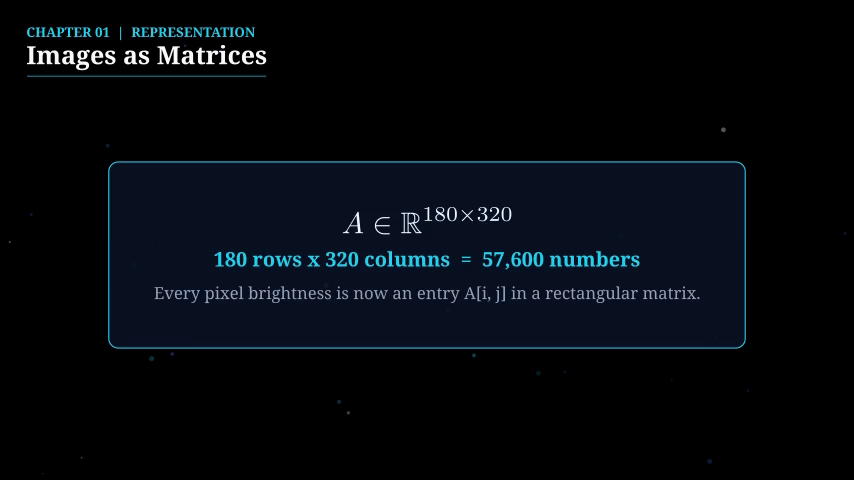 CHAPTER 01 | REPRESENTATION
Images as Matrices
A ∈ ℝ^{180×320}
180 rows x 320 columns = 57,600 numbers
Every pixel brightness is now an entry A[i, j] in a rectangular matrix.